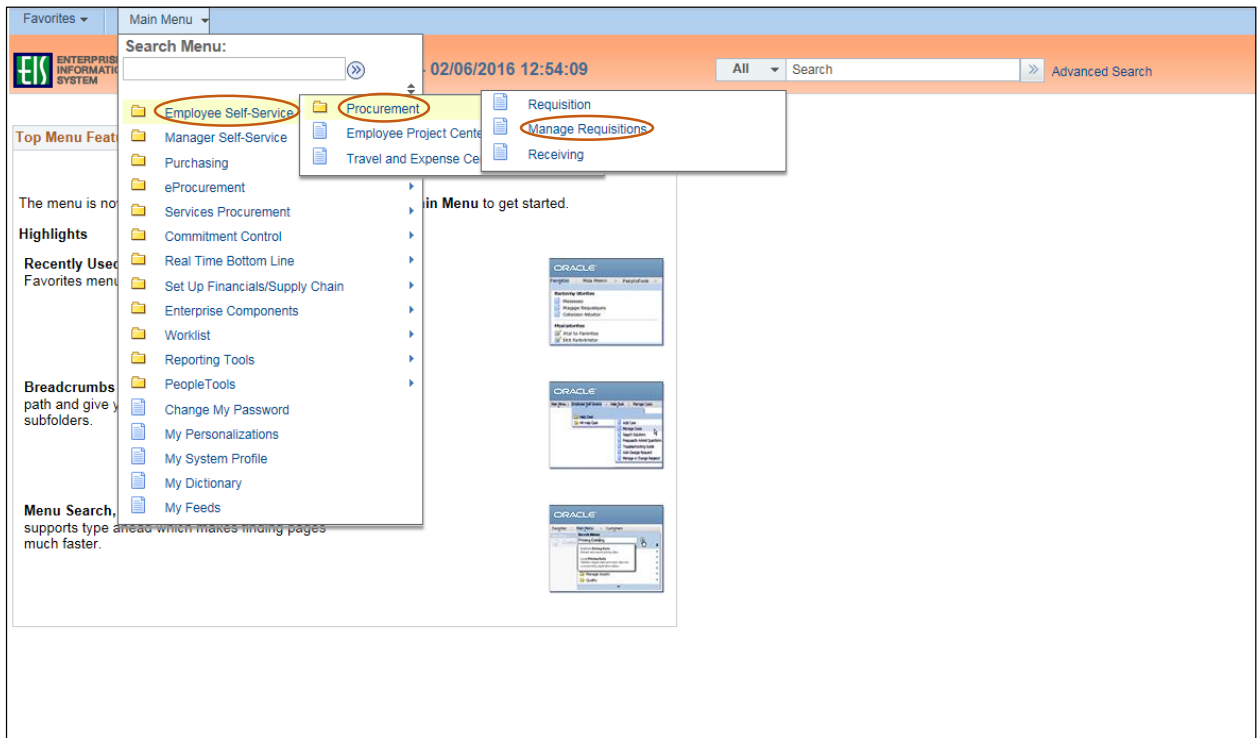 Favorites
Main Menu
Search Menu:
EIS ENTERPRIS
INFORMATI
SYSTEM
02/06/2016 12:54:09
All
Search
Advanced Search
Employee Self-Service
Manager Self-Service
Purchasing
eProcurement
Services Procurement
Commitment Control
Real Time Bottom Line
Set Up Financials/Supply Chain
Enterprise Components
Worklist
Reporting Tools
PeopleTools
Change My Password
My Personalizations
My System Profile
My Dictionary
My Feeds
Procurement
Employee Project Cente
Travel and Expense Ce
Requisition
Manage Requisitions
Receiving
Top Menu Feat
The menu is no
in Menu to get started.
Highlights
Recently Used
Favorites menu
ORACLE
Breadcrumbs
path and give y
subfolders.
ORACLE
Menu Search,
supports type ahead which makes finding pages
much faster.
ORACLE